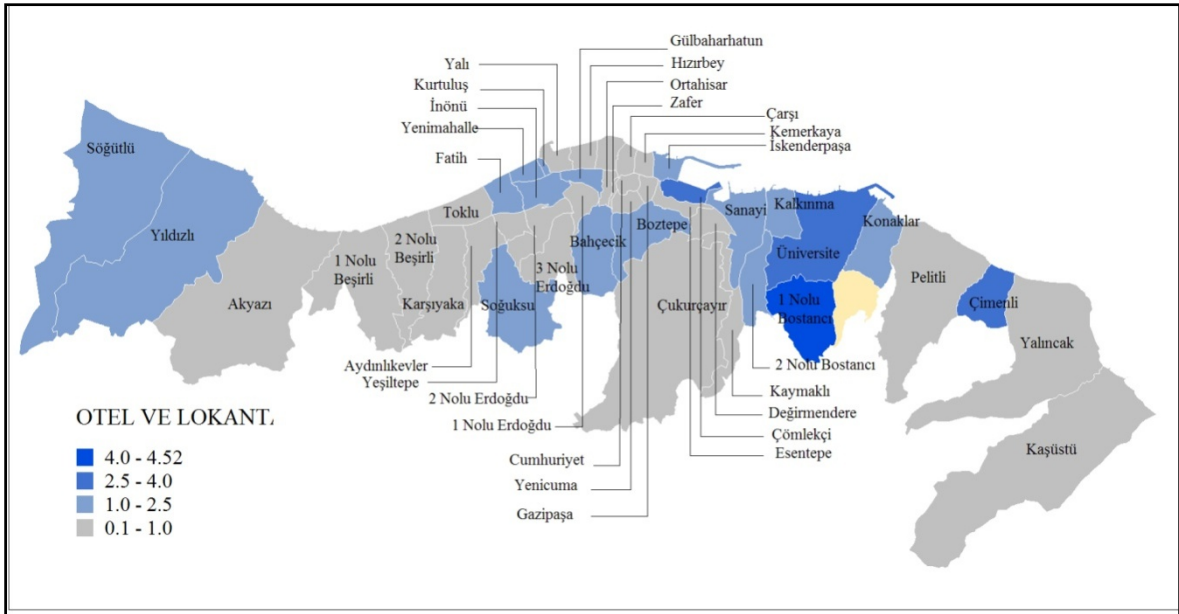 Gülbaharhatun
Yalı
Hızırbey
Kurtuluş
Ortahisar
İnönü
Zafer
Yenimahalle
Çarşı
Fatih
Kemerkaya
İskenderpaşa
Söğütlü
Yıldızlı
Toklu
Sanayi
Kalkınma
Konaklar
Boztepe
2 Nolu
Beşirli
Bahçecik
Üniversite
1 Nolu
Beşirli
3 Nolu
Erdoğdu
Pelitli
Akyazı
Karşıyaka
Soğuksu
Çukurçayır
1 Nolu
Bostancı
Çimenli
Yalıncak
Aydınlıkevler
Yeşiltepe
2 Nolu Bostancı
2 Nolu Erdoğdu
Kaymaklı
1 Nolu Erdoğdu
Değirmendere
Çömlekçi
Esentepe
Cumhuriyet
Yenicuma
Gazipaşa
Kaşüstü
OTEL VE LOKANT
4.0 - 4.52
2.5 - 4.0
1.0 - 2.5
0.1 - 1.0